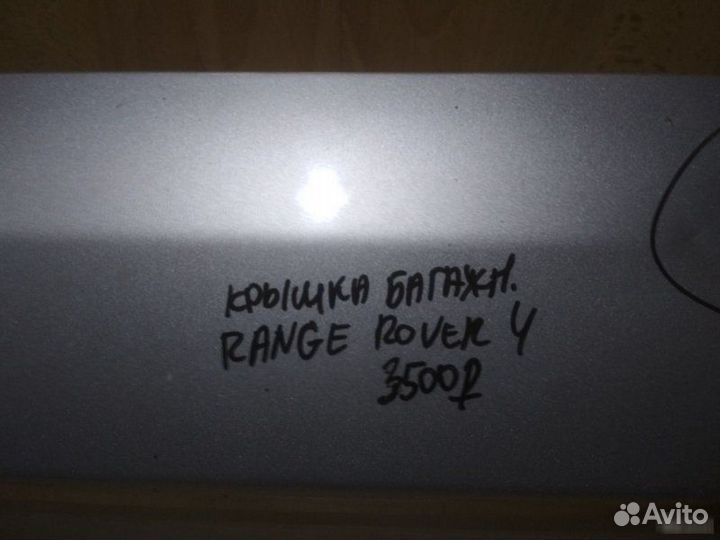 КРЫШКА БАГАЖН.
RANGE ROVER 4
3500₽
Avito